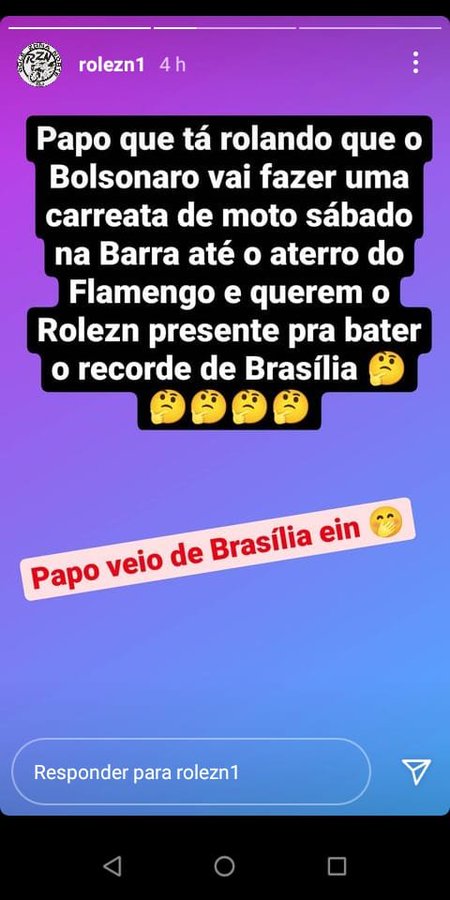 rolezn1 4 h
Papo que tá rolando que o
Bolsonaro vai fazer uma
carreata de moto sábado
na Barra até o aterro do
Flamengo e querem o
Rolezn presente pra bater
o recorde de Brasília 🤔
🤔🤔🤔🤔
Papo veio de Brasília ein 🤭
Responder para rolezn1